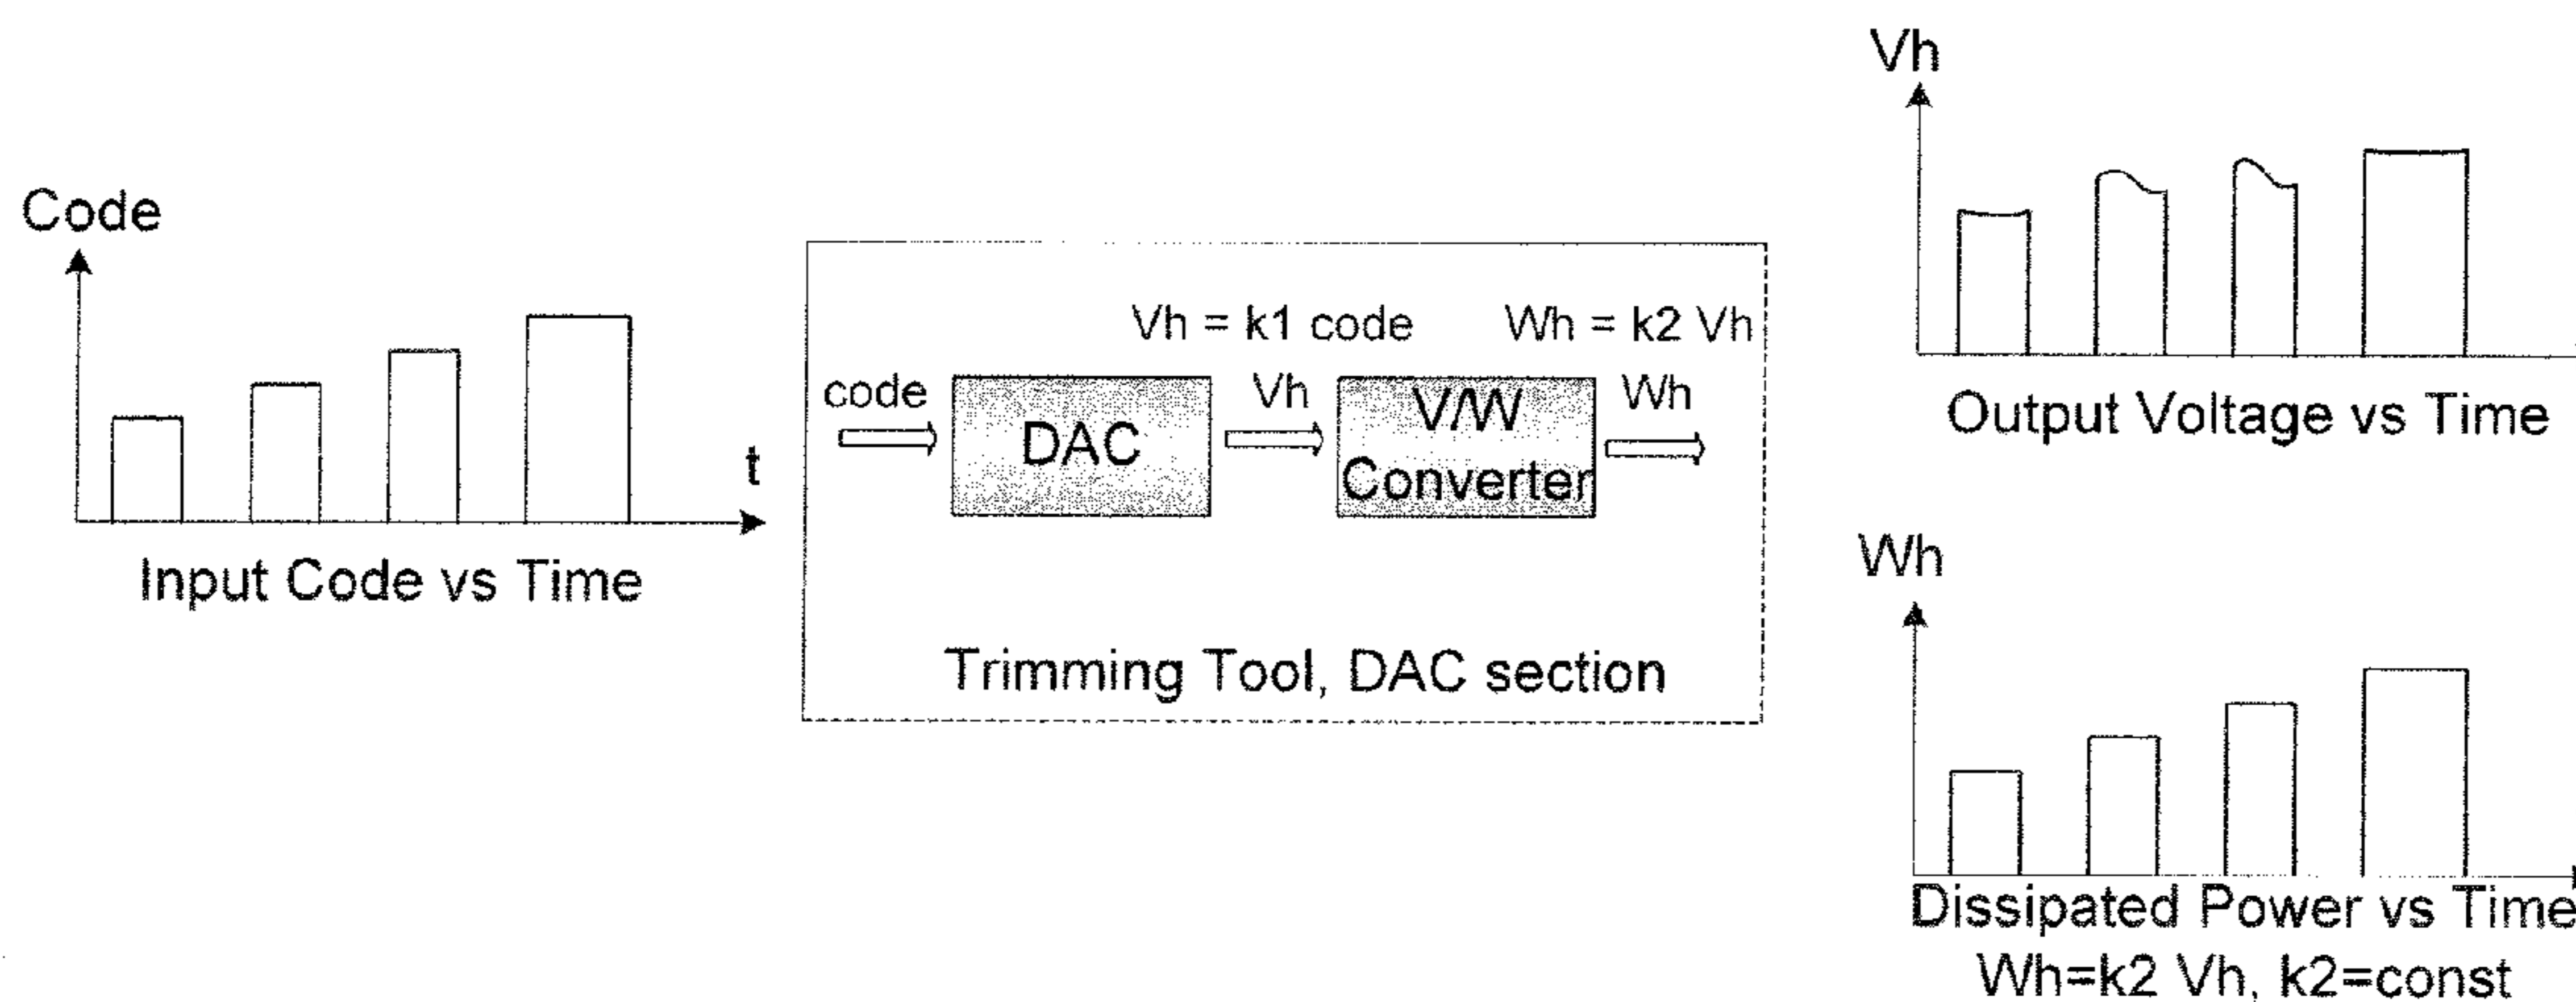 Code
t
Input Code vs Time
Vh = k1 code
Wh = k2 Vh
code
DAC
Vh
V/W
Converter
Wh
Trimming Tool, DAC section
Vh
Output Voltage vs Time
Wh
Dissipated Power vs Time
Wh=k2 Vh, k2=const